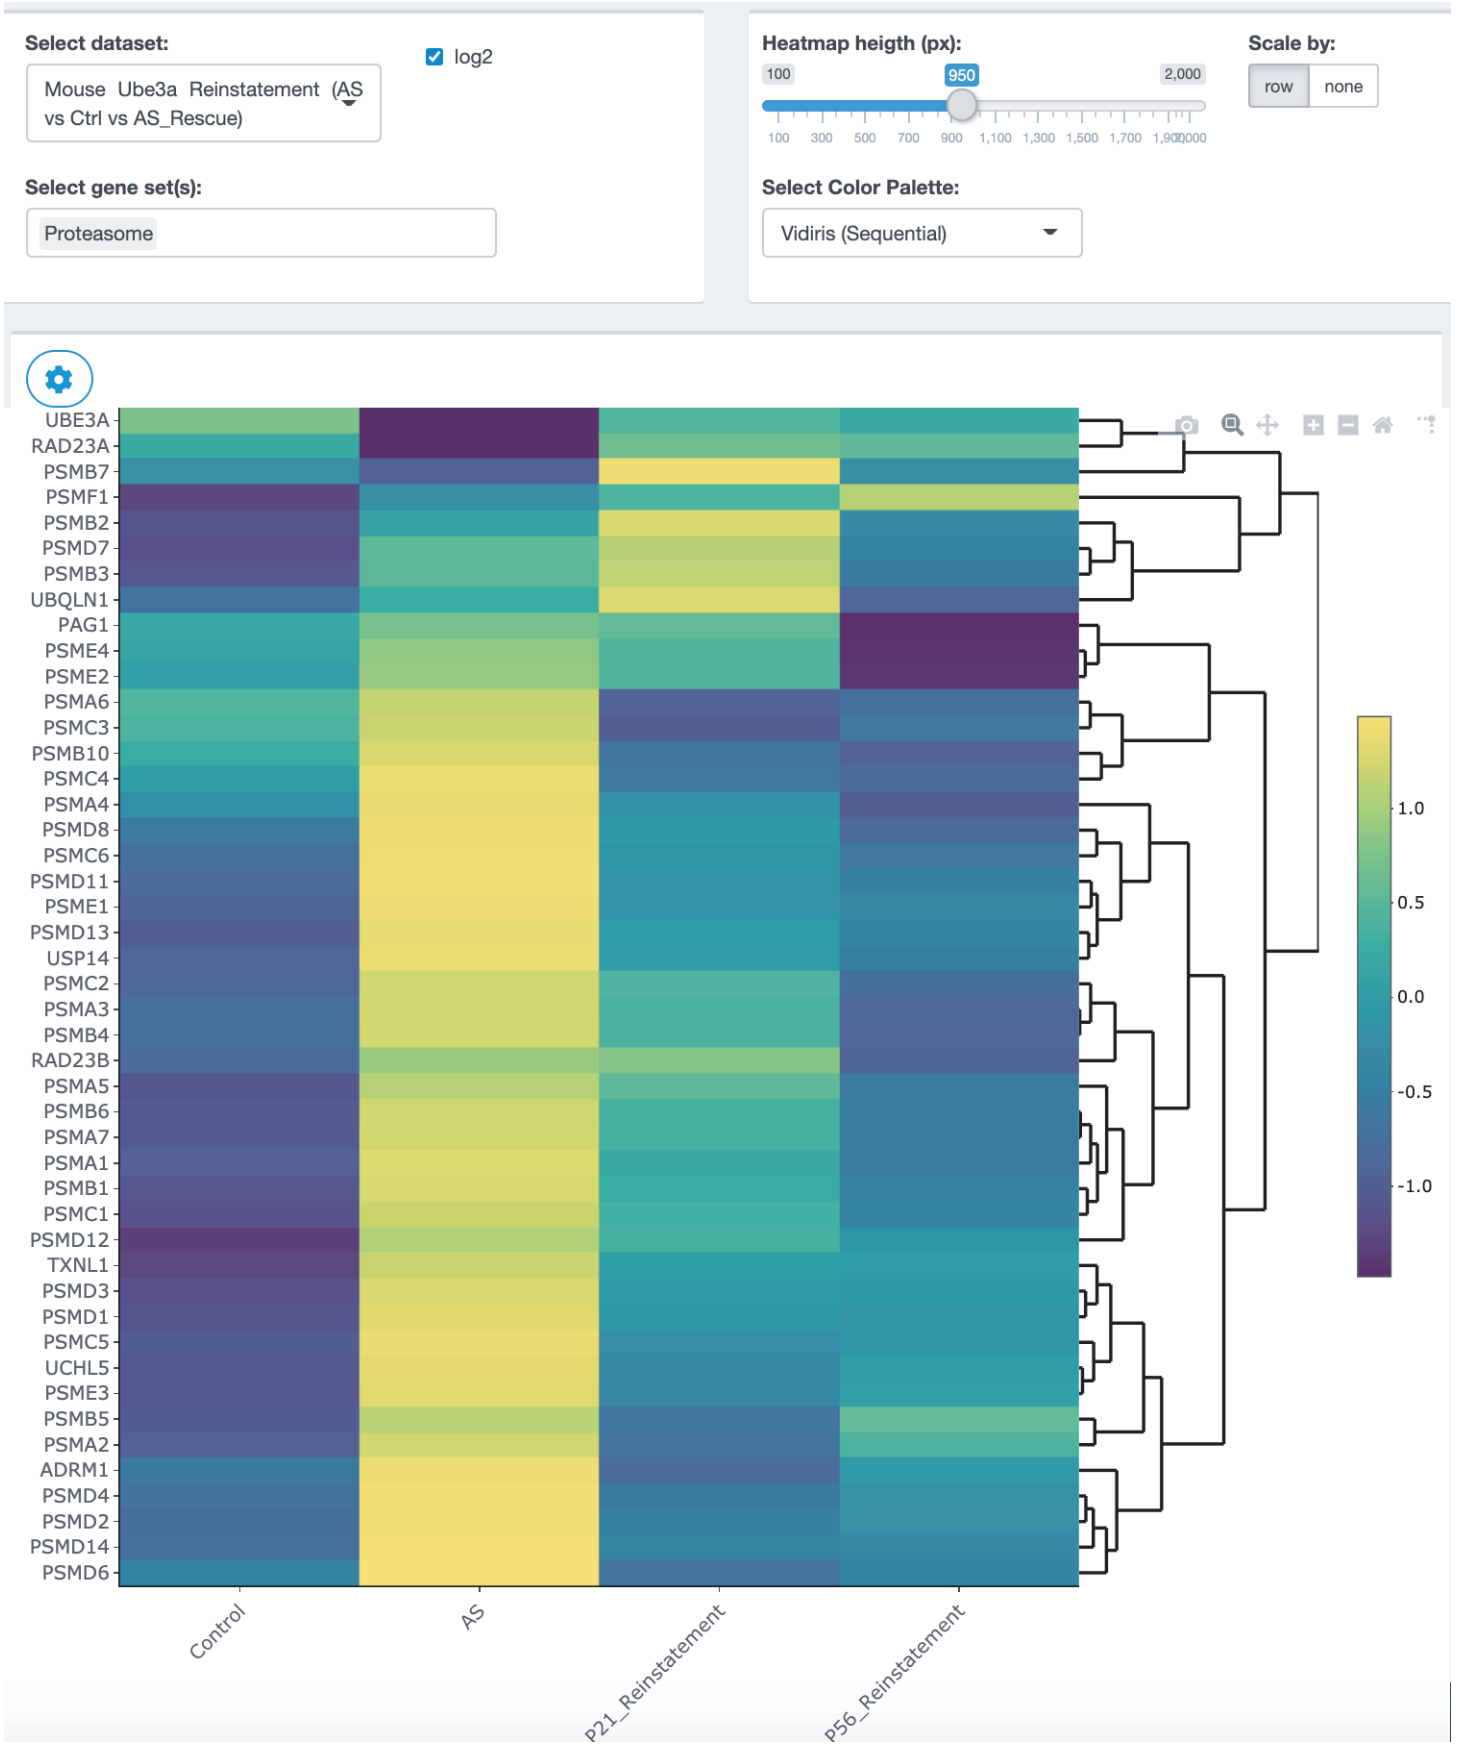 Select dataset:
log2
Mouse Ube3a Reinstatement (AS
vs Ctrl vs AS_Rescue)
Select gene set(s):
Proteasome
Heatmap heigth (px):
100
950
2,000
100 300 500 700 900 1,100 1,300 1,500 1,700 1,900 2,000
Scale by:
row none
Select Color Palette:
Vidiris (Sequential)
UBE3A
RAD23A
PSMB7
PSMF1
PSMB2
PSMD7
PSMB3
UBQLN1
PAG1
PSME4
PSME2
PSMA6
PSMC3
PSMB10
PSMC4
PSMA4
PSMD8
PSMC6
PSMD11
PSME1
PSMD13
USP14
PSMC2
PSMA3
PSMB4
RAD23B
PSMA5
PSMB6
PSMA7
PSMA1
PSMB1
PSMC1
PSMD12
TXNL1
PSMD3
PSMD1
PSMC5
UCHL5
PSME3
PSMB5
PSMA2
ADRM1
PSMD4
PSMD2
PSMD14
PSMD6
Control
AS
P21_Reinstatement
P56_Reinstatement
1.0
0.5
0.0
-0.5
-1.0